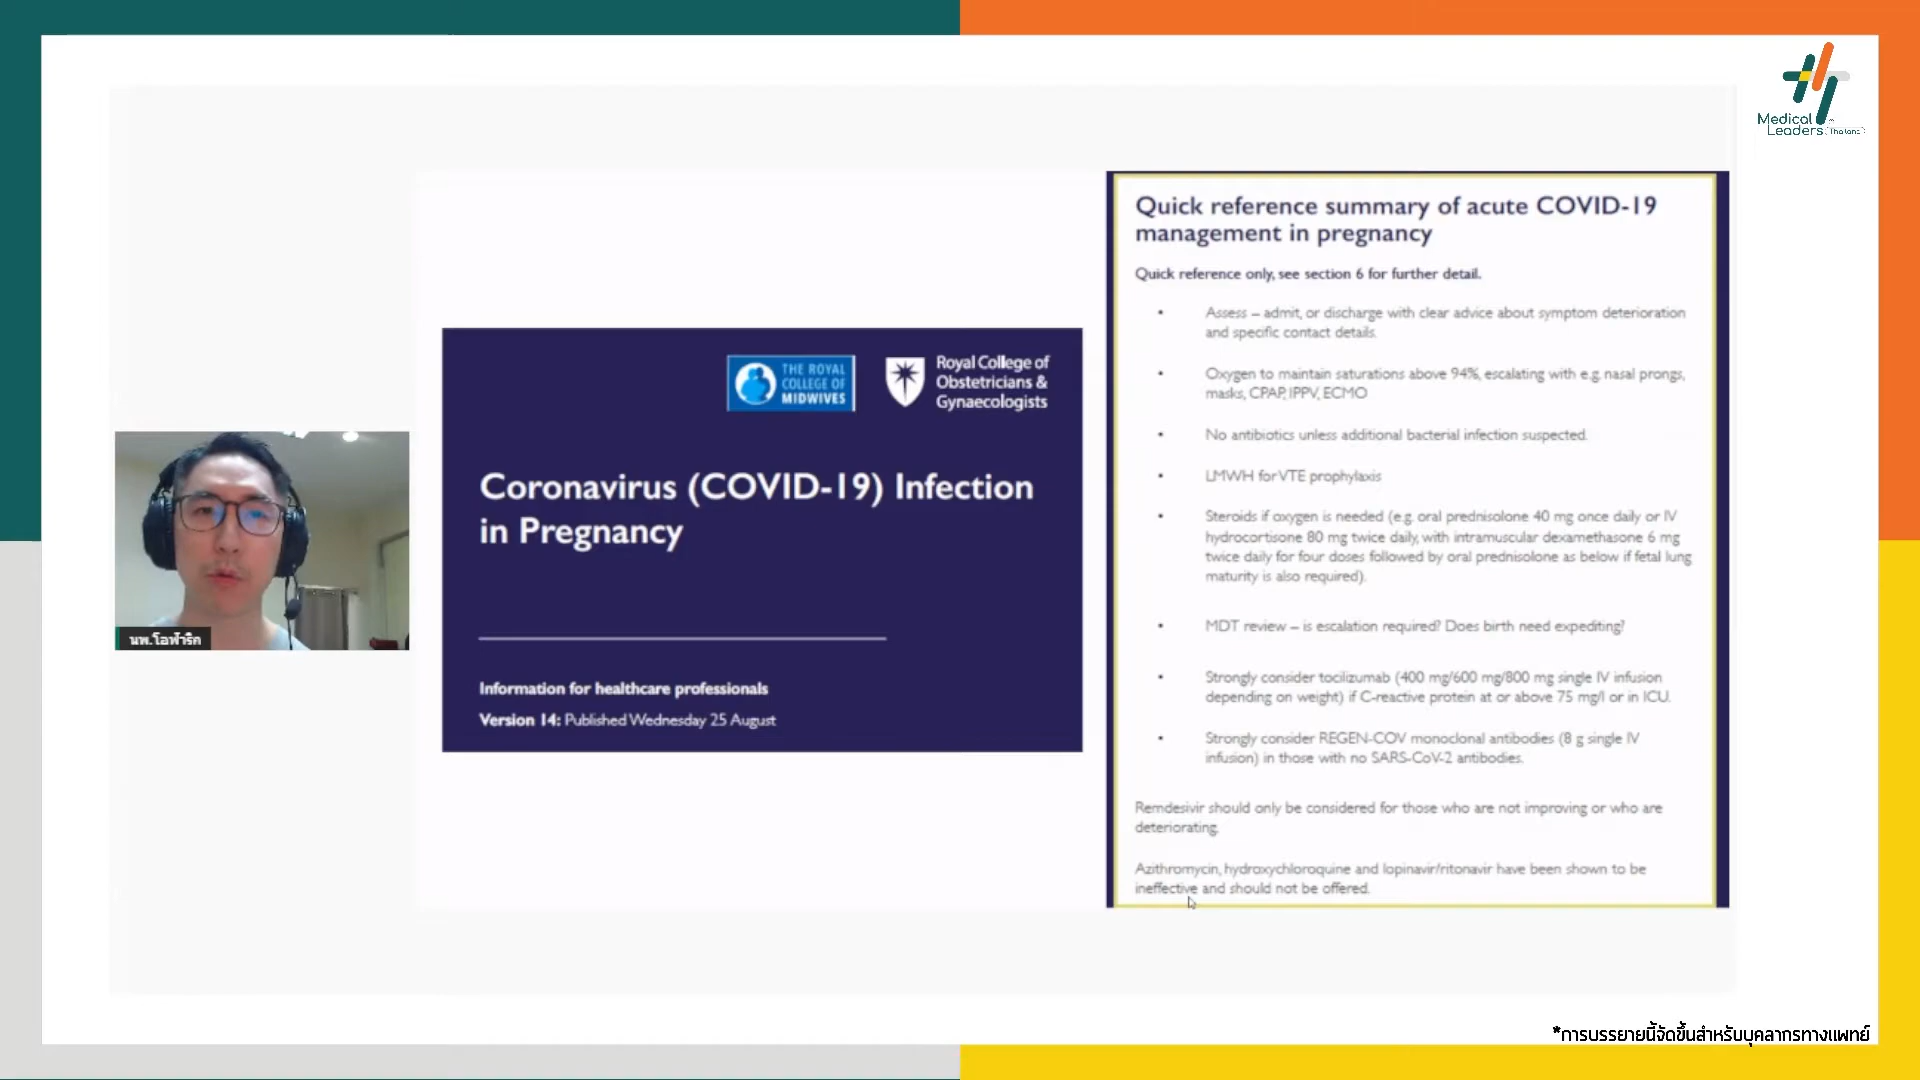 Medical
Leaders
(Thailand)
Quick reference summary of acute COVID-19
management in pregnancy
Quick reference only, see section 6 for further detail.
• Assess – admit, or discharge with clear advice about symptom deterioration
and specific contact details.
• Oxygen to maintain saturations above 94%, escalating with e.g. nasal prongs,
masks, CPAP, IPPV, ECMO
• No antibiotics unless additional bacterial infection suspected.
• LMWH for VTE prophylaxis
• Steroids if oxygen is needed (e.g. oral prednisolone 40 mg once daily or IV
hydrocortisone 80 mg twice daily, with intramuscular dexamethasone 6 mg
twice daily for four doses followed by oral prednisolone as below if fetal lung
maturity is also required).
• MDT review – is escalation required? Does birth need expediting?
• Strongly consider tocilizumab (400 mg/600 mg/800 mg single IV infusion
depending on weight) if C-reactive protein at or above 75 mg/l or in ICU.
• Strongly consider REGEN-COV monoclonal antibodies (8 g single IV
infusion) in those with no SARS-CoV-2 antibodies.
Remdesivir should only be considered for those who are not improving or who are
deteriorating.
Azithromycin, hydroxychloroquine and lopinavir/ritonavir have been shown to be
ineffective and should not be offered.
THE ROYAL
COLLEGE OF
MIDWIVES
Royal College of
Obstetricians &
Gynaecologists
Coronavirus (COVID-19) Infection
in Pregnancy
Information for healthcare professionals
Version 14: Published Wednesday 25 August
นพ.โอฬาริก
*การบรรยายนี้จัดขึ้นสำหรับบุคลากรทางแพทย์